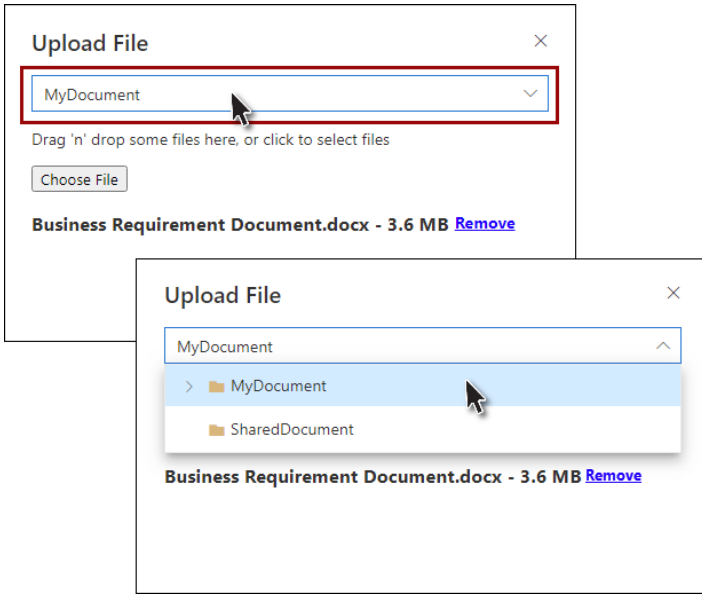 Upload File
MyDocument
Drag 'n' drop some files here, or click to select files
Choose File
Business Requirement Document.docx - 3.6 MB Remove
Upload File
MyDocument
MyDocument
SharedDocument
Business Requirement Document.docx - 3.6 MB Remove